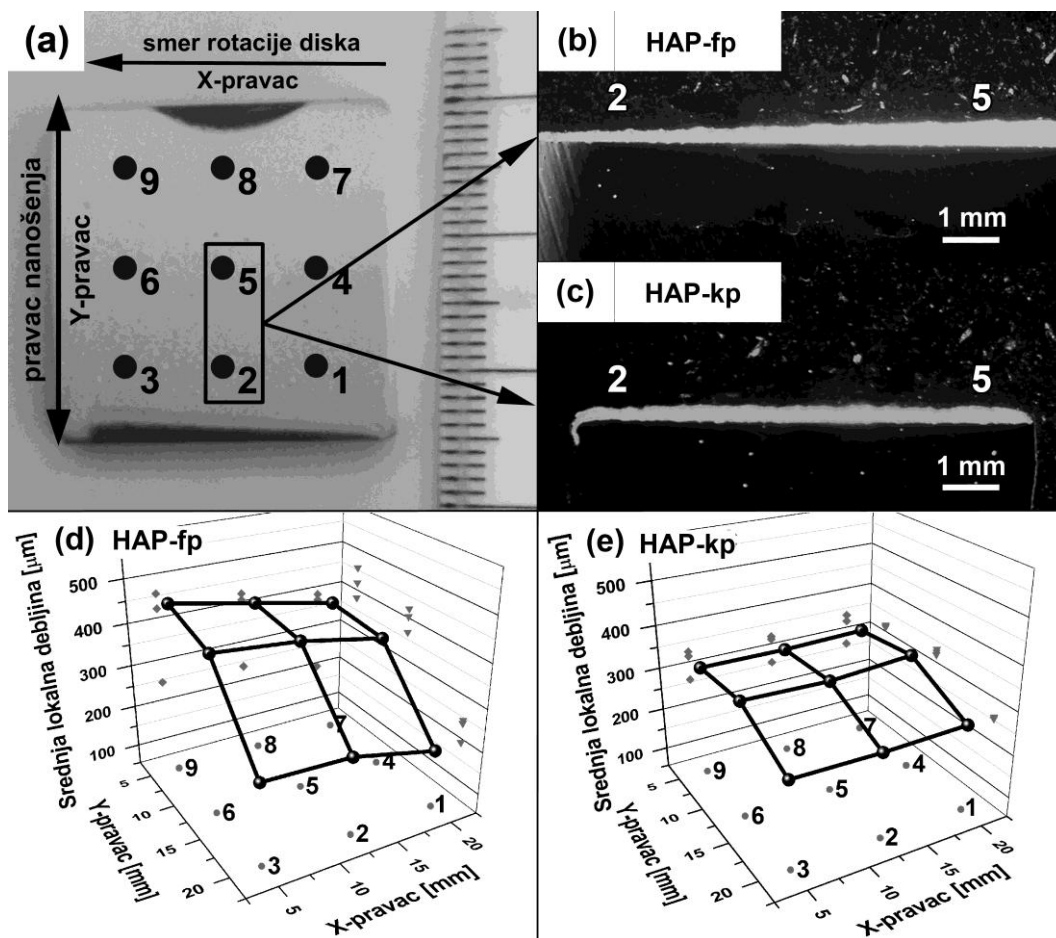 (a)
smer rotacije diska
X-pravac
pravac nanošenja
Y-pravac
9 8 7
6 5 4
3 2 1
(b) HAP-fp
2 5
1 mm
(c) HAP-kp
2 5
1 mm
(d) HAP-fp
Srednja lokalna debljina [µm]
500
400
300
200
100
9 8 7
6 5 4
3 2 1
5
10
15
20
Y-pravac [mm]
5
10
15
20
X-pravac [mm]
(e) HAP-kp
Srednja lokalna debljina [µm]
500
400
300
200
100
9 8 7
6 5 4
3 2 1
5
10
15
20
Y-pravac [mm]
5
10
15
20
X-pravac [mm]